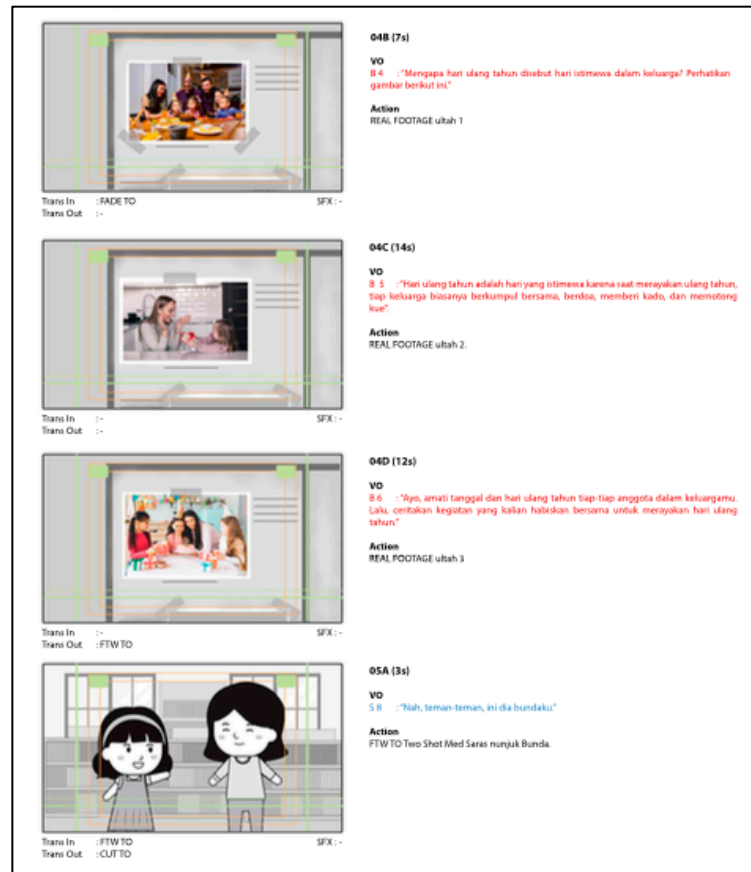 04B (7s)
VO
B 4 : "Mengapa hari ulang tahun disebut hari istimewa dalam keluarga? Perhatikan
gambar berikut ini."
Action
REAL FOOTAGE ultah 1
Trans In : FADE TO SFX : -
Trans Out : -
04C (14s)
VO
B 5 : "Hari ulang tahun adalah hari yang istimewa karena saat merayakan ulang tahun,
tiap keluarga biasanya berkumpul bersama, berdoa, memberi kado, dan memotong
kue".
Action
REAL FOOTAGE ultah 2.
Trans In : - SFX : -
Trans Out : -
04D (12s)
VO
B 6 : "Ayo, amati tanggal dan hari ulang tahun tiap-tiap anggota dalam keluargamu.
Lalu, ceritakan kegiatan yang kalian habiskan bersama untuk merayakan hari ulang
tahun."
Action
REAL FOOTAGE ultah 3
Trans In : - SFX : -
Trans Out : FTW TO
05A (3s)
VO
S 8 : "Nah, teman-teman, ini dia bundaku."
Action
FTW TO Two Shot Med Saras nunjuk Bunda.
Trans In : FTW TO SFX : -
Trans Out : CUT TO